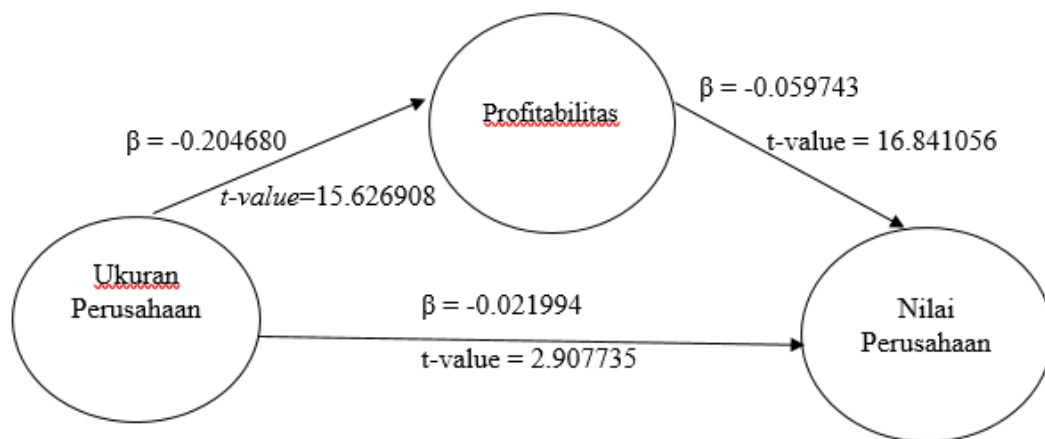 Profitabilitas
β = -0.059743
β = -0.204680
t-value = 16.841056
t-value=15.626908
Ukuran
Perusahaan
β = -0.021994
t-value = 2.907735
Nilai
Perusahaan